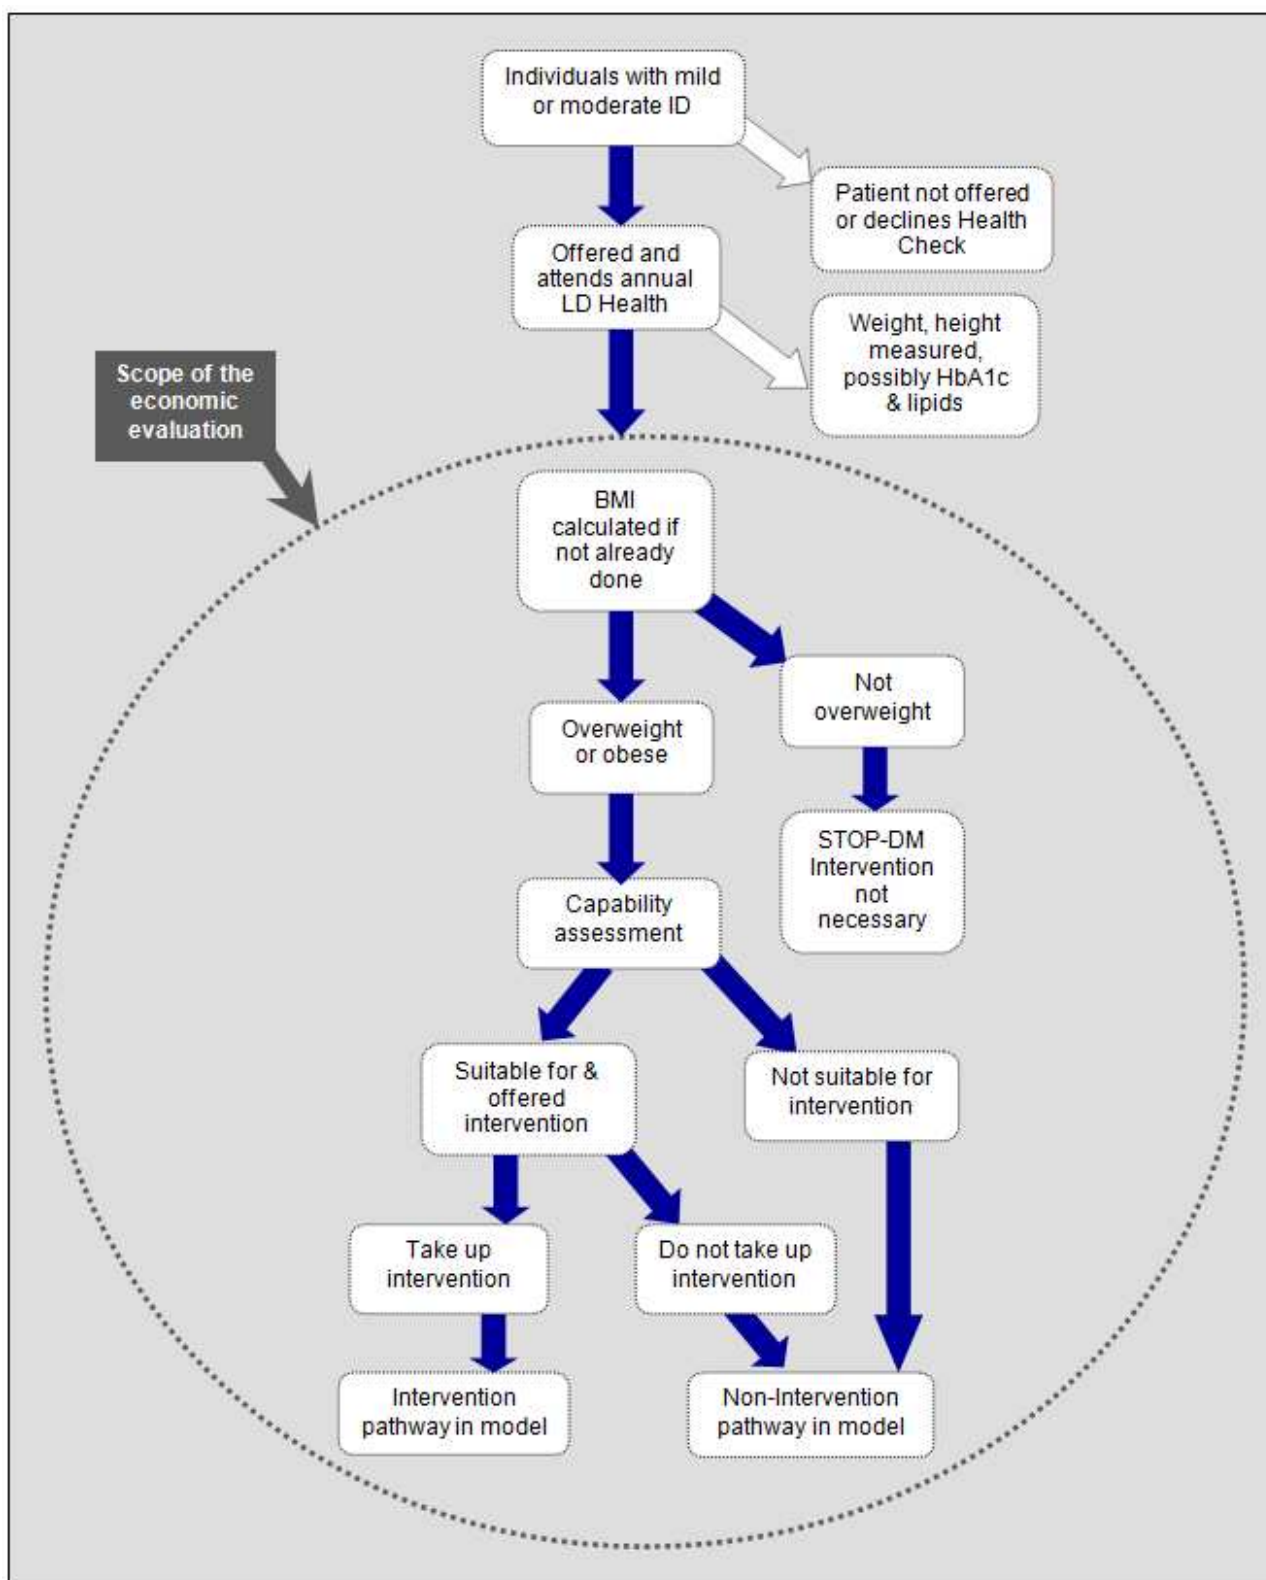 Individuals with mild
or moderate ID
Patient not offered
or declines Health
Check
Offered and
attends annual
LD Health
Weight, height
measured,
possibly HbA1c
& lipids
Scope of the
economic
evaluation
BMI
calculated if
not already
done
Not
overweight
Overweight
or obese
STOP-DM
Intervention
not
necessary
Capability
assessment
Suitable for &
offered
intervention
Not suitable for
intervention
Take up
intervention
Do not take up
intervention
Intervention
pathway in model
Non-Intervention
pathway in model